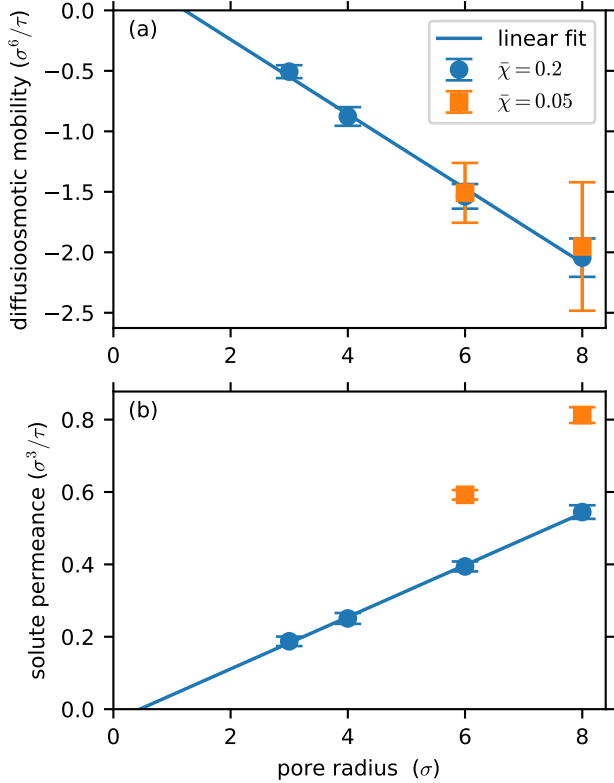 (a)
linear fit
χ̄ = 0.2
χ̄ = 0.05
diffusioosmotic mobility (σ⁶/τ)
0.0
−0.5
−1.0
−1.5
−2.0
−2.5
0 2 4 6 8
(b)
solute permeance (σ³/τ)
0.8
0.6
0.4
0.2
0.0
0 2 4 6 8
pore radius (σ)